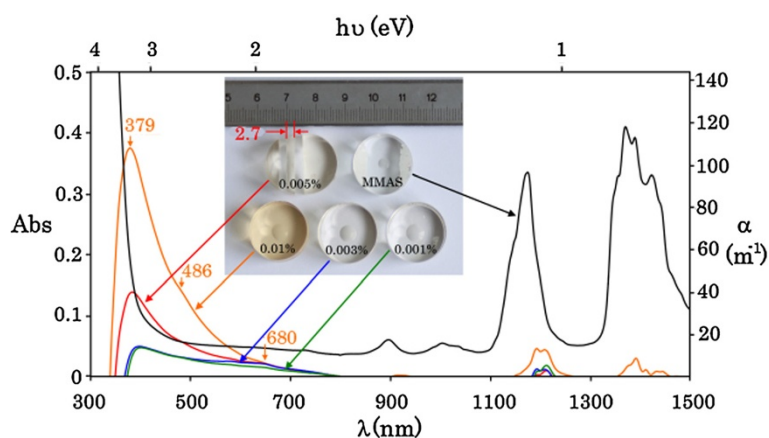 hυ (eV)
4 3 2 1
0.5 140
379
5 6 7 8 9 10 11 12
2.7
0.4 120
0.005% MMAS
0.3 100
Abs 80 α
0.01% 0.003% 0.001%
(m⁻¹)
0.2 60
486
0.1 40
680
20
0
300 500 700 900 1100 1300 1500
λ(nm)